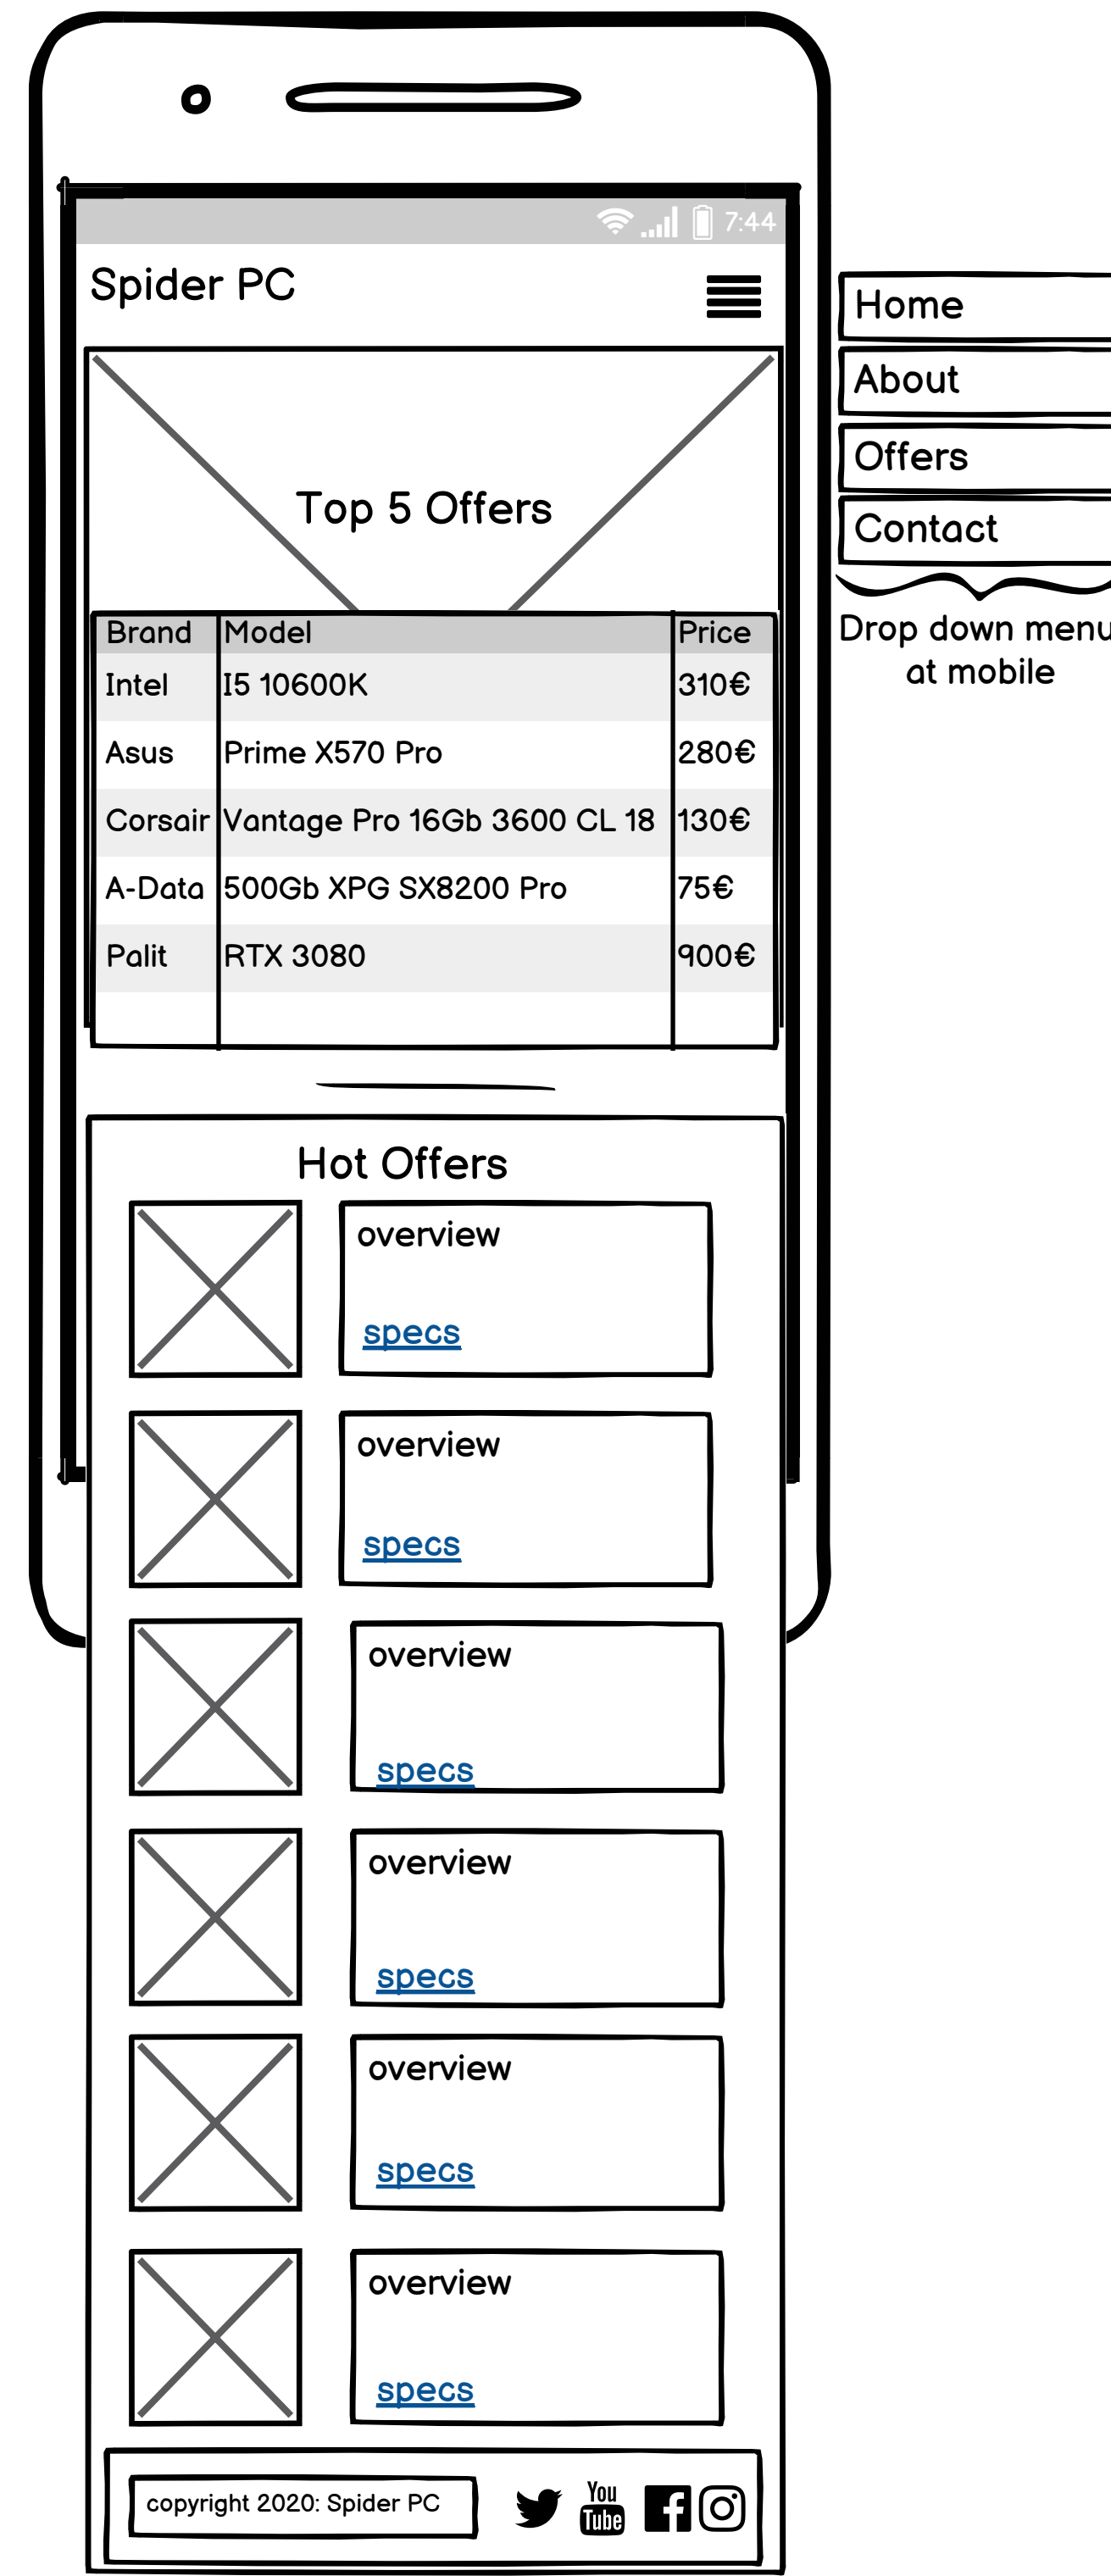 7:44
Spider PC
Home
About
Offers
Contact
Drop down menu
at mobile
Top 5 Offers
Brand Model Price
Intel I5 10600K 310€
Asus Prime X570 Pro 280€
Corsair Vantage Pro 16Gb 3600 CL 18 130€
A-Data 500Gb XPG SX8200 Pro 75€
Palit RTX 3080 900€
Hot Offers
overview
specs
overview
specs
overview
specs
overview
specs
overview
specs
overview
specs
copyright 2020: Spider PC
You
Tube